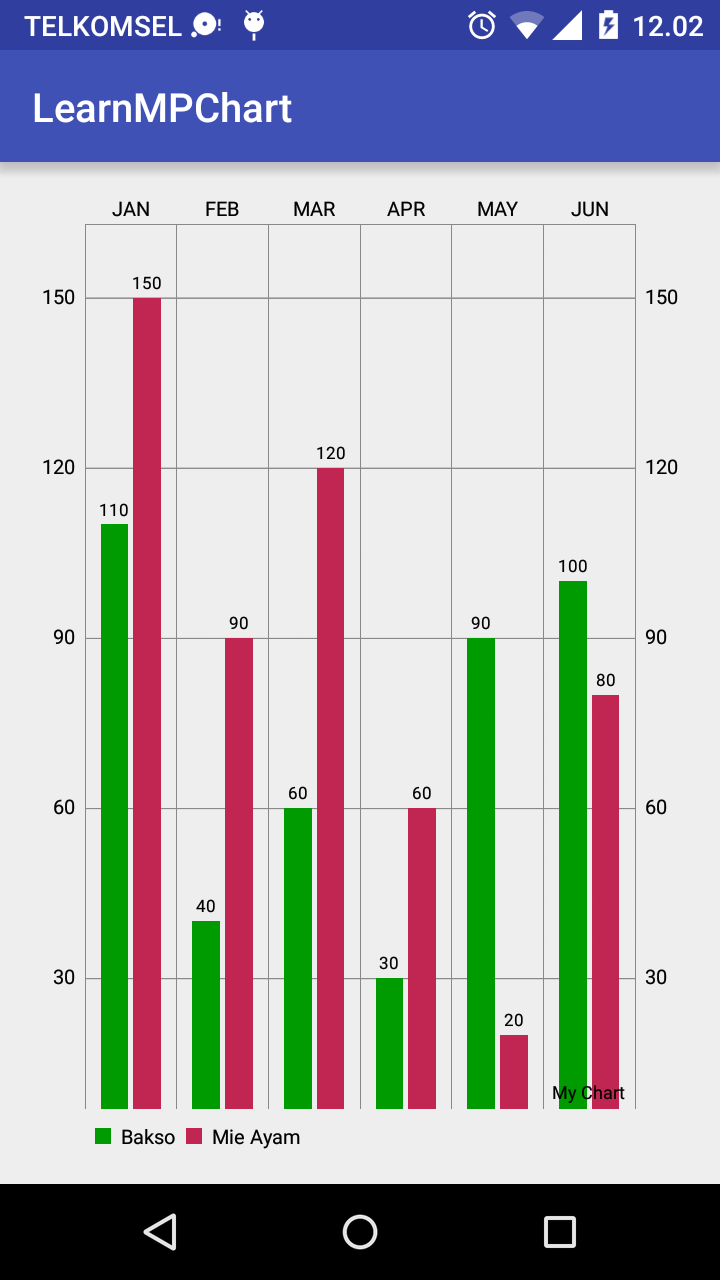 TELKOMSEL 12.02
LearnMPChart
JAN FEB MAR APR MAY JUN
150
150 150
120
120 120
110
100
90 90 90 90
80
60 60 60 60
40
30 30 30
20
My Chart
Bakso Mie Ayam